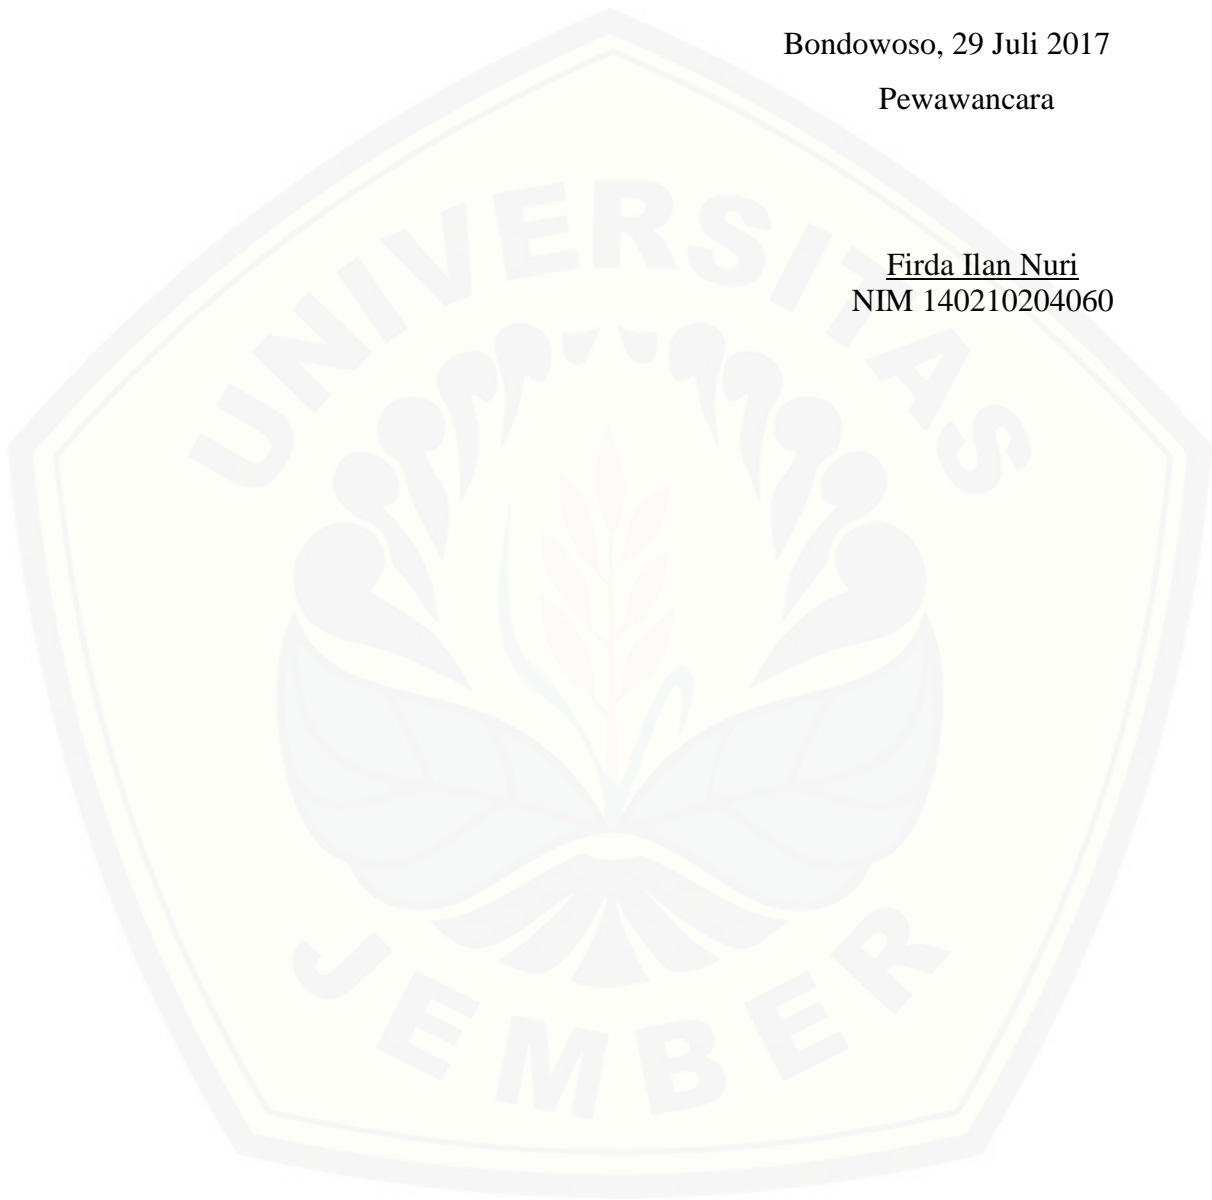 Bondowoso, 29 Juli 2017
Pewawancara
Firda Ilan Nuri
NIM 140210204060
UNIVERSITAS
JEMBER